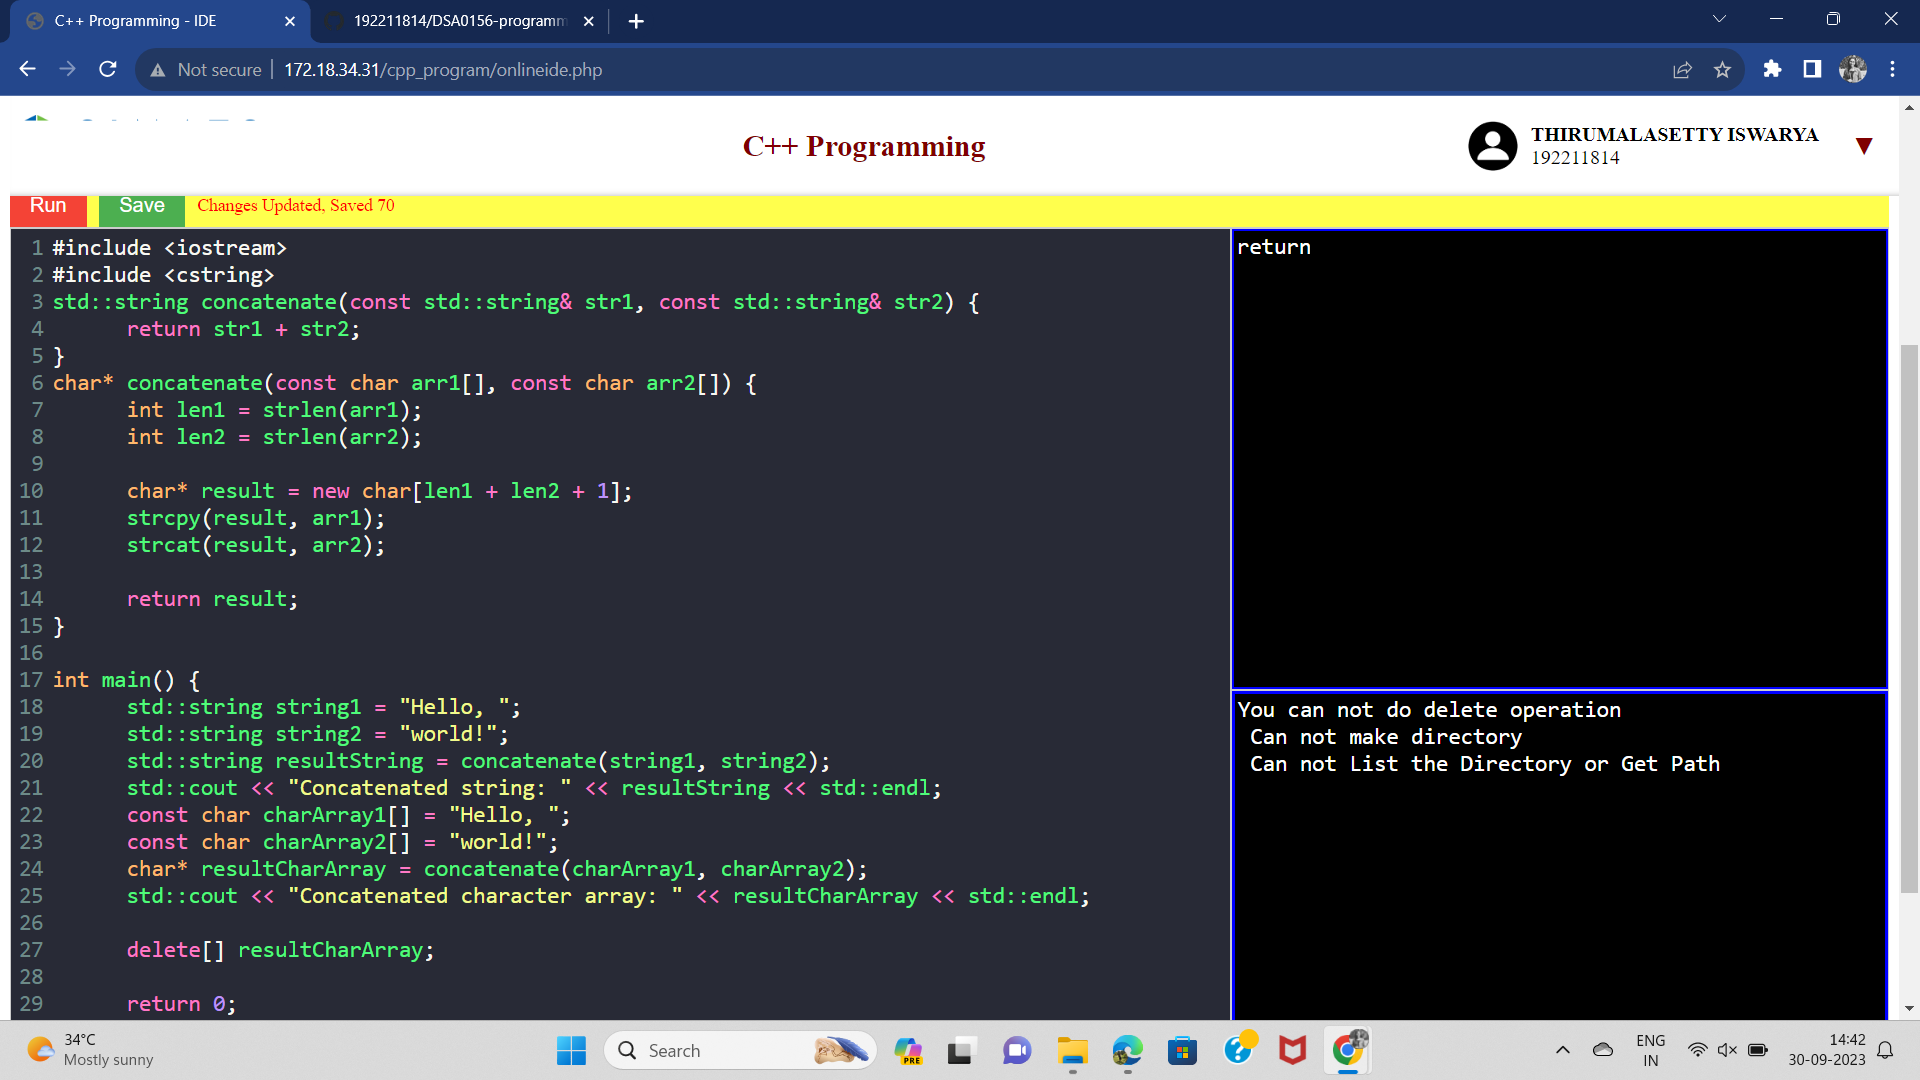 C++ Programming - IDE
192211814/DSA0156-programm
Not secure
172.18.34.31/cpp_program/onlineide.php
C++ Programming
THIRUMALASETTY ISWARYA
192211814
Run
Save
Changes Updated, Saved 70
1 #include <iostream>
2 #include <cstring>
3 std::string concatenate(const std::string& str1, const std::string& str2) {
4 return str1 + str2;
5 }
6 char* concatenate(const char arr1[], const char arr2[]) {
7 int len1 = strlen(arr1);
8 int len2 = strlen(arr2);
9
10 char* result = new char[len1 + len2 + 1];
11 strcpy(result, arr1);
12 strcat(result, arr2);
13
14 return result;
15 }
16
17 int main() {
18 std::string string1 = "Hello, ";
19 std::string string2 = "world!";
20 std::string resultString = concatenate(string1, string2);
21 std::cout << "Concatenated string: " << resultString << std::endl;
22 const char charArray1[] = "Hello, ";
23 const char charArray2[] = "world!";
24 char* resultCharArray = concatenate(charArray1, charArray2);
25 std::cout << "Concatenated character array: " << resultCharArray << std::endl;
26
27 delete[] resultCharArray;
28
29 return 0;
return
You can not do delete operation
Can not make directory
Can not List the Directory or Get Path
34°C
Mostly sunny
Search
PRE
ENG
IN
14:42
30-09-2023